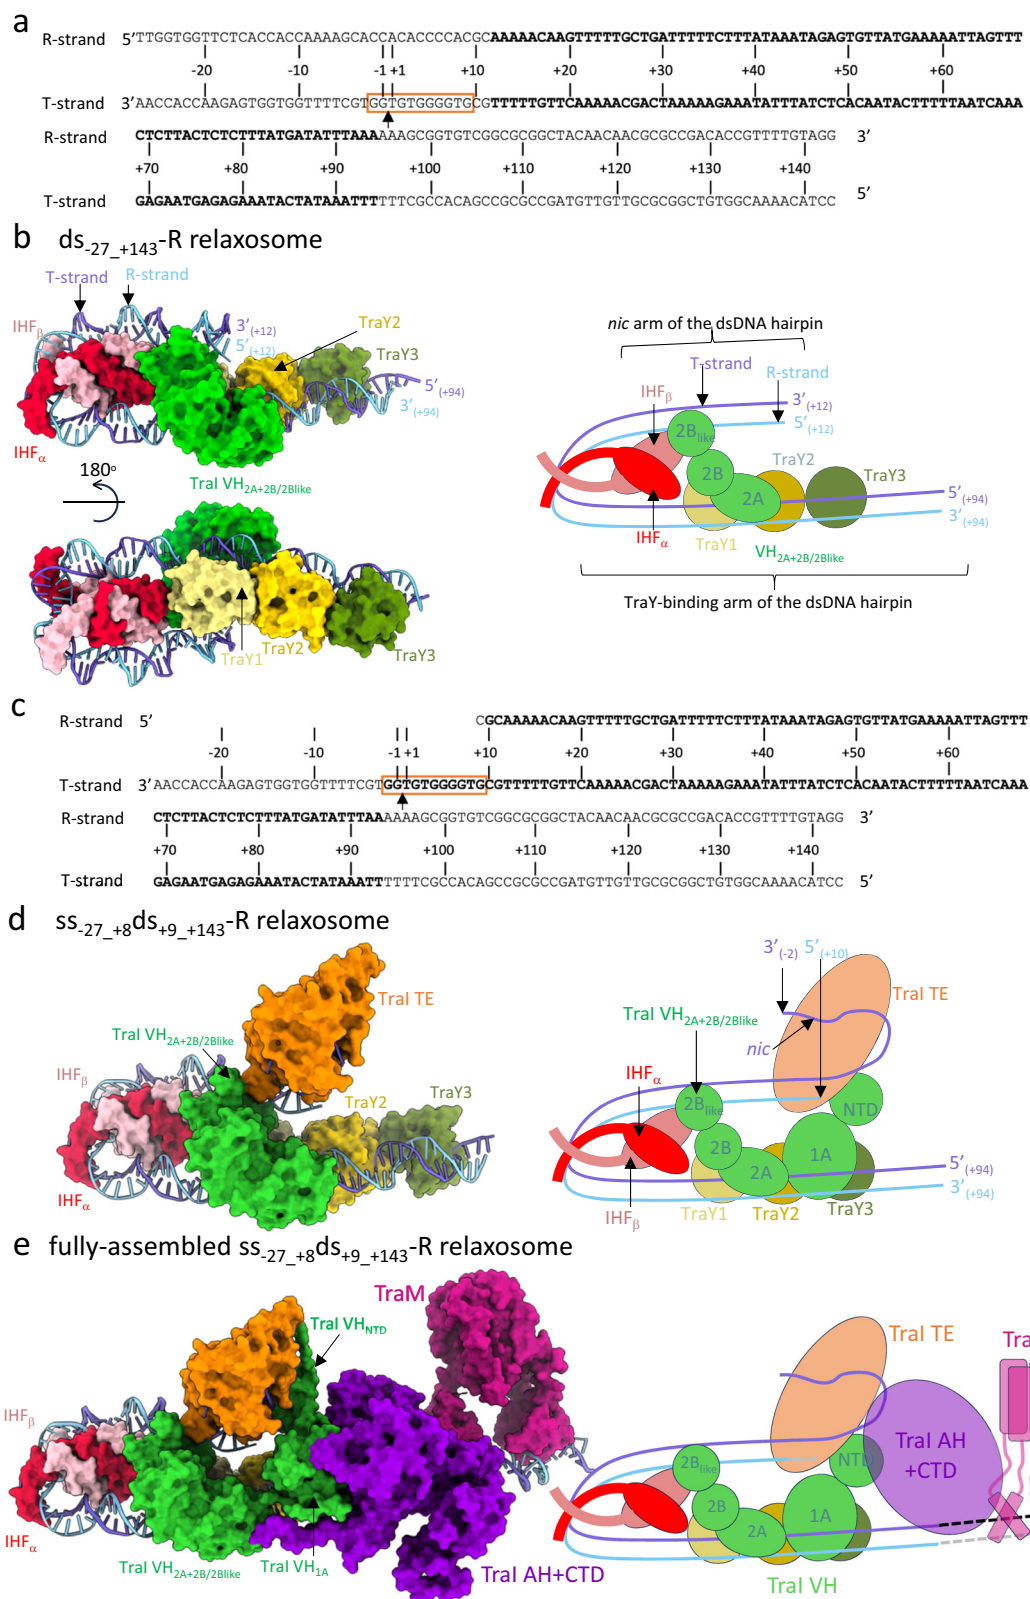 a
R-strand 5'TTGGTGGTTCTCACCACCAAAAGCACCACACCCCACGCAAAAACAAGTTTTTGCTGATTTTTCTTTATAAATAGAGTGTTATGAAAAATTAGTTT
-20 -10 -1 +1 +10 +20 +30 +40 +50 +60
T-strand 3'AACCACCAAGAGTGGTGGTTTTCGTGGTGTGGGGTGCGTTTTTGTTCAAAAACGACTAAAAAGAAATATTTATCTCACAATACTTTTTAATCAAA
R-strand CTCTTACTCTCTTTATGATATTTAAAAAAGCGGTGTCGGCGCGGCTACAACAACGCGCCGACACCGTTTTGTAGG 3'
+70 +80 +90 +100 +110 +120 +130 +140
T-strand GAGAATGAGAGAAATACTATAAATTTTTTCGCCACAGCCGCGCCGATGTTGTTGCGCGGCTGTGGCAAAACATCC 5'
b ds-27_+143-R relaxosome
T-strand R-strand
IHFβ
3'(+12)
5'(+12)
TraY2
TraY3
5'(+94)
3'(+94)
IHFα
TraI VH2A+2B/2Blike
180o
TraY1
TraY2
TraY3
nic arm of the dsDNA hairpin
T-strand
R-strand
IHFβ
3'(+12)
5'(+12)
2Blike
TraY2
TraY3
2B
2A
5'(+94)
3'(+94)
IHFα
TraY1
VH2A+2B/2Blike
TraY-binding arm of the dsDNA hairpin
c
R-strand 5' CGCAAAAACAAGTTTTTGCTGATTTTTCTTTATAAATAGAGTGTTATGAAAAATTAGTTT
-20 -10 -1 +1 +10 +20 +30 +40 +50 +60
T-strand 3'AACCACCAAGAGTGGTGGTTTTCGTGGTGTGGGGTGCGTTTTTGTTCAAAAACGACTAAAAAGAAATATTTATCTCACAATACTTTTTAATCAAA
R-strand CTCTTACTCTCTTTATGATATTTAAAAAAGCGGTGTCGGCGCGGCTACAACAACGCGCCGACACCGTTTTGTAGG 3'
+70 +80 +90 +100 +110 +120 +130 +140
T-strand GAGAATGAGAGAAATACTATAAATTTTTTCGCCACAGCCGCGCCGATGTTGTTGCGCGGCTGTGGCAAAACATCC 5'
d ss-27_+8ds+9_+143-R relaxosome
TraI TE
TraI VH2A+2B/2Blike
IHFβ
TraY2
TraY3
IHFα
3'(-2) 5'(+10)
TraI TE
TraI VH2A+2B/2Blike
nic
IHFα
2Blike
NTD
2B
1A
2A
5'(+94)
3'(+94)
IHFβ
TraY1
TraY2
TraY3
e fully-assembled ss-27_+8ds+9_+143-R relaxosome
TraM
TraI VHNTD
IHFβ
IHFα
TraI VH2A+2B/2Blike
TraI VH1A
TraI AH+CTD
TraI TE
Tra
2Blike
NTD
TraI AH
+CTD
2B
1A
2A
TraI VH